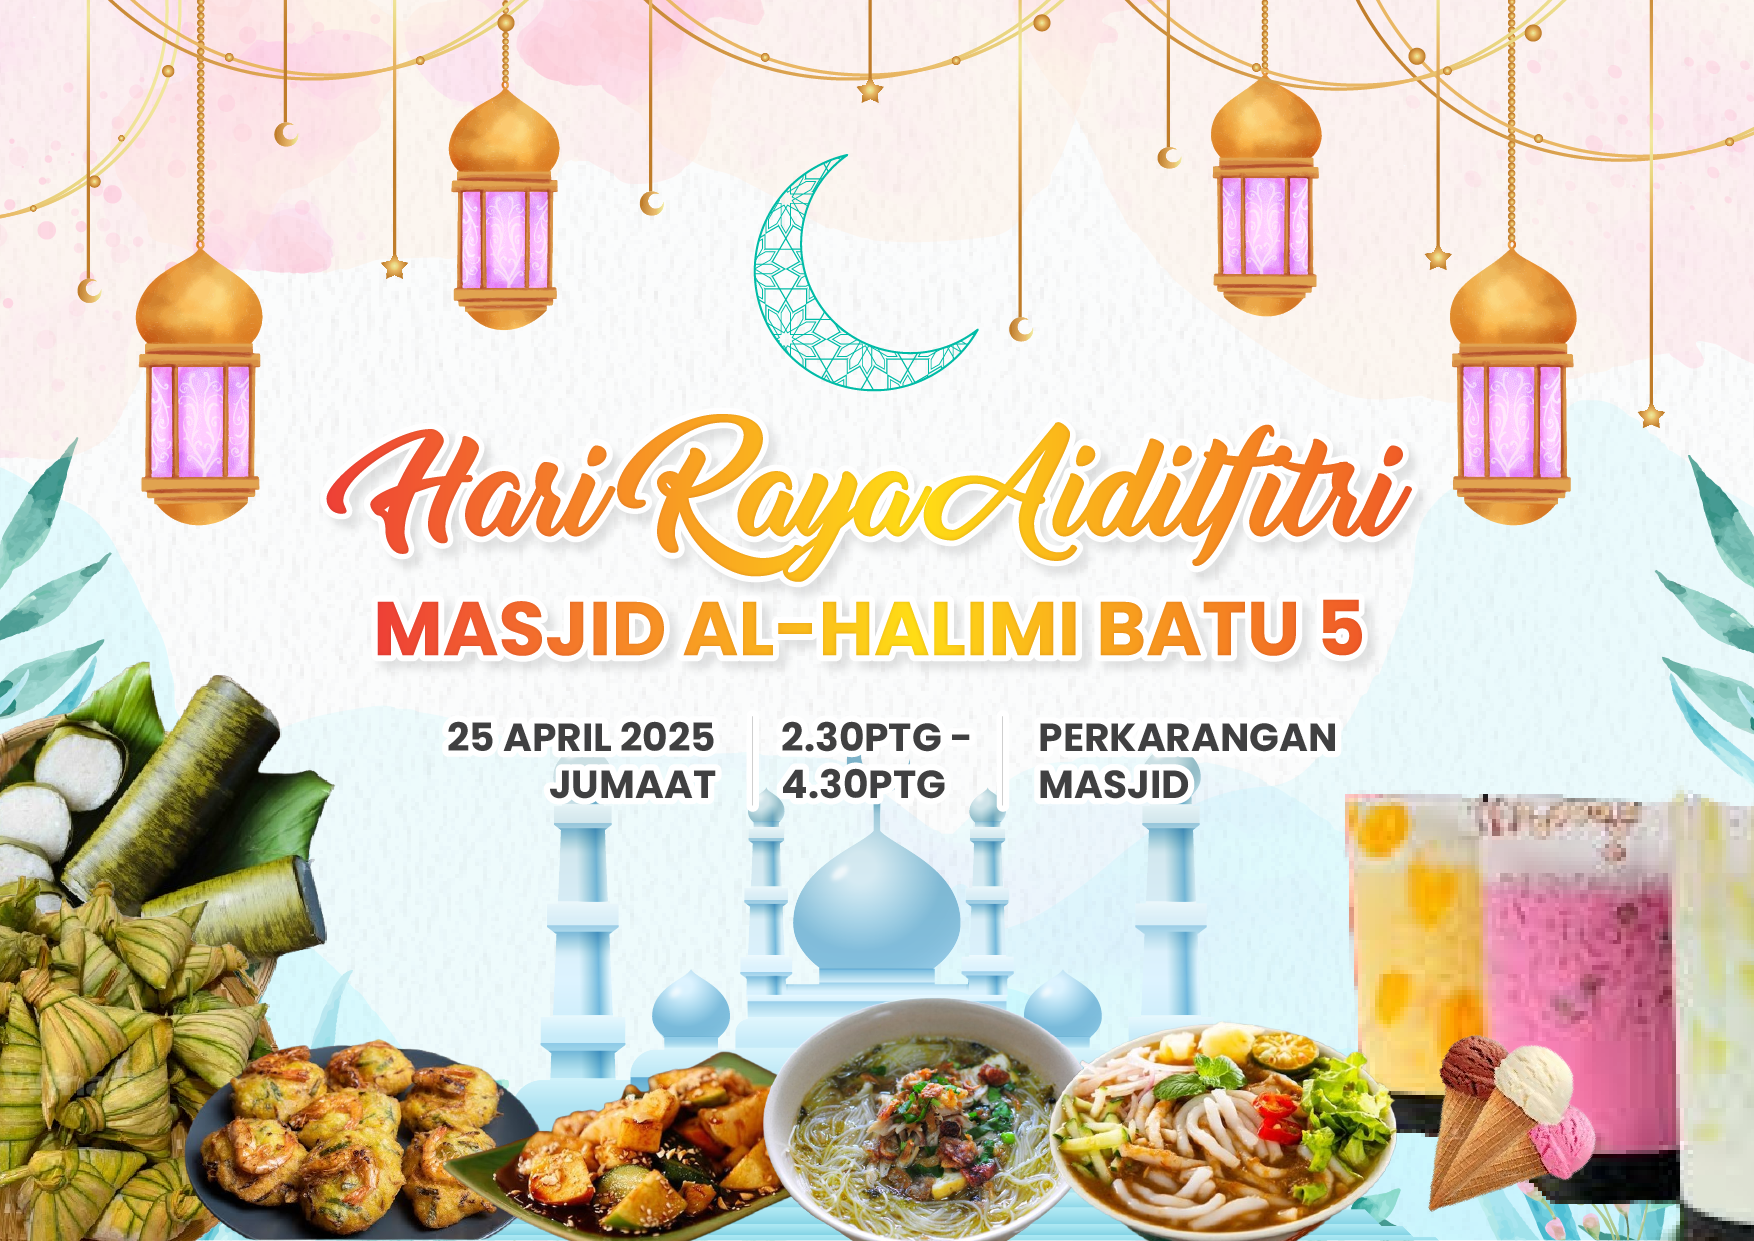 Hari Raya Aidilfitri
MASJID AL-HALIMI BATU 5
25 APRIL 2025
JUMAAT
2.30PTG -
4.30PTG
PERKARANGAN
MASJID